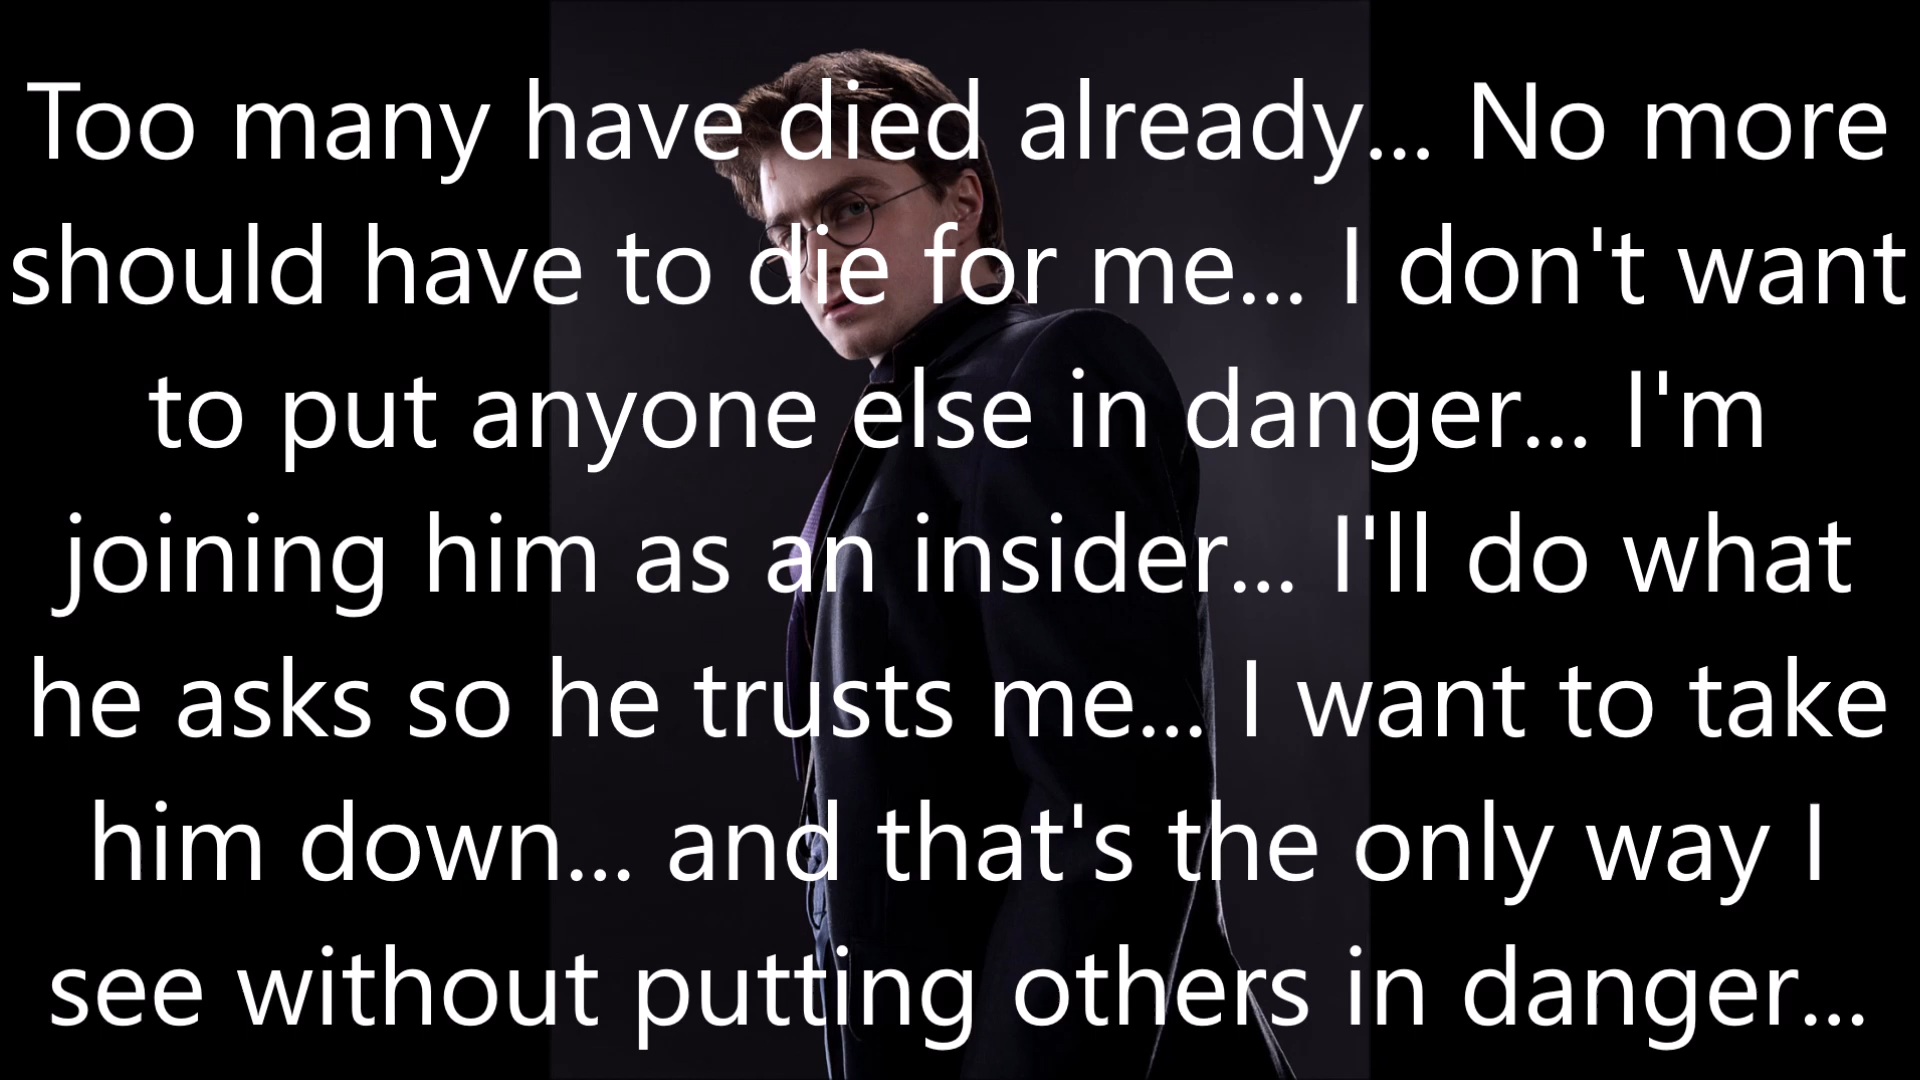 Too many have died already... No more
should have to die for me... I don't want
to put anyone else in danger... I'm
joining him as an insider... I'll do what
he asks so he trusts me... I want to take
him down... and that's the only way I
see without putting others in danger...